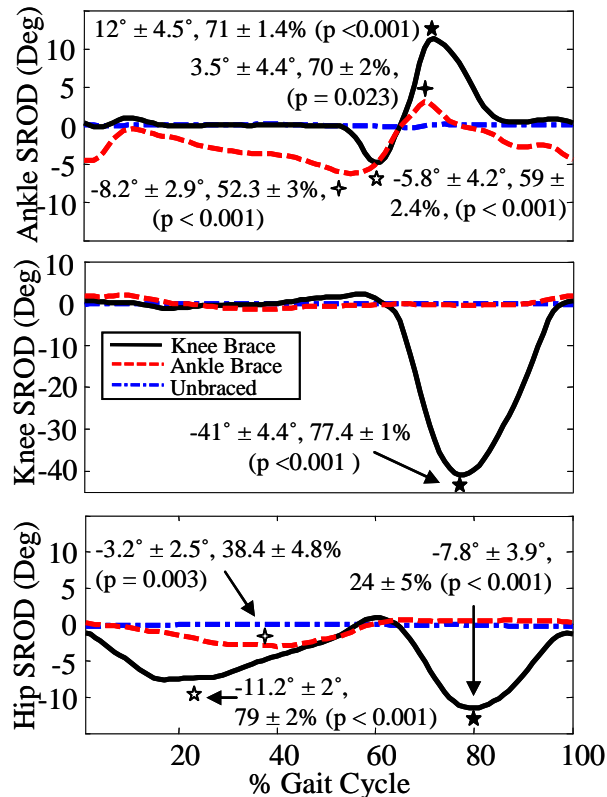 Ankle SROD (Deg)
10
5
0
-5
-10
12° ± 4.5°, 71 ± 1.4% (p <0.001)
3.5° ± 4.4°, 70 ± 2%,
(p = 0.023)
-8.2° ± 2.9°, 52.3 ± 3%,
(p < 0.001)
-5.8° ± 4.2°, 59 ±
2.4%, (p < 0.001)
Knee SROD (Deg)
10
0
-10
-20
-30
-40
Knee Brace
Ankle Brace
Unbraced
-41° ± 4.4°, 77.4 ± 1%
(p <0.001 )
Hip SROD (Deg)
10
5
0
-5
-10
-3.2° ± 2.5°, 38.4 ± 4.8%
(p = 0.003)
-7.8° ± 3.9°,
24 ± 5% (p < 0.001)
-11.2° ± 2°,
79 ± 2% (p < 0.001)
20
40
60
80
100
% Gait Cycle